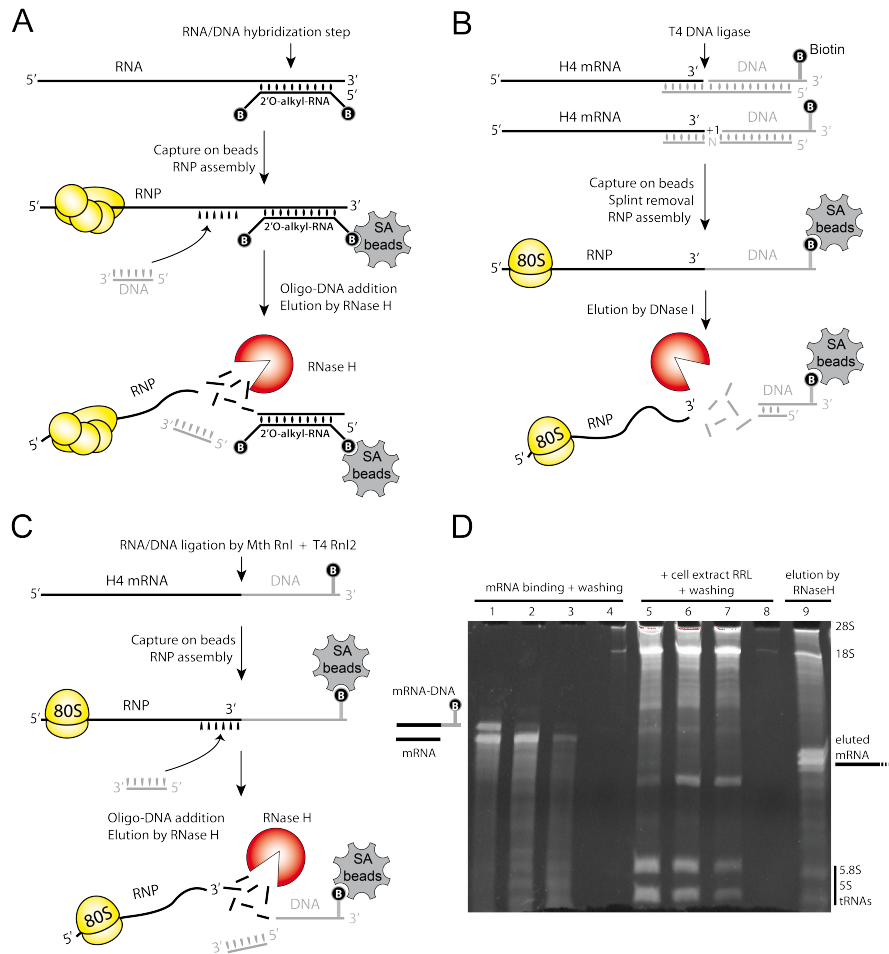 A
RNA/DNA hybridization step
5′ RNA 3′
5′
2′O-alkyl-RNA
B B
Capture on beads
RNP assembly
RNP
5′ 3′
2′O-alkyl-RNA
B B
SA
beads
3′ 5′
DNA
Oligo-DNA addition
Elution by RNase H
RNase H
RNP
5′
3′ 5′
2′O-alkyl-RNA
B B
SA
beads
B
T4 DNA ligase
Biotin
B
5′ H4 mRNA 3′ DNA 3′
5′
B
5′ H4 mRNA 3′ +1 DNA 3′
N 5′
Capture on beads
Splint removal
RNP assembly
SA
beads
B
80S
5′ RNP 3′ DNA 3′
Elution by DNase I
SA
beads
B
3′ DNA 3′
5′
80S
RNP
5′
C
RNA/DNA ligation by Mth Rnl + T4 Rnl2
B
5′ H4 mRNA DNA 3′
Capture on beads
RNP assembly
SA
beads
B
80S
5′ RNP 3′ 3′
3′ 5′
Oligo-DNA addition
Elution by RNase H
RNase H
SA
beads
B
RNP 3′ DNA 3′
80S
5′
3′ 5′
D
mRNA binding + washing
+ cell extract RRL
+ washing
elution by
RNaseH
1 2 3 4 5 6 7 8 9
28S
18S
mRNA-DNA
B
mRNA
eluted
mRNA
5.8S
5S
tRNAs